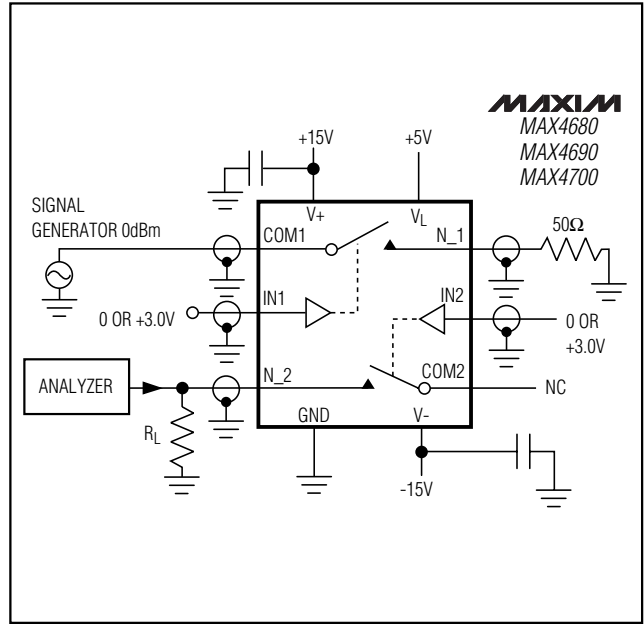 MAXIM
MAX4680
MAX4690
MAX4700
+15V
+5V
SIGNAL
GENERATOR 0dBm
V+
VL
COM1
N_1
50Ω
IN1
IN2
0 OR +3.0V
0 OR
+3.0V
ANALYZER
N_2
COM2
NC
RL
GND
V-
-15V